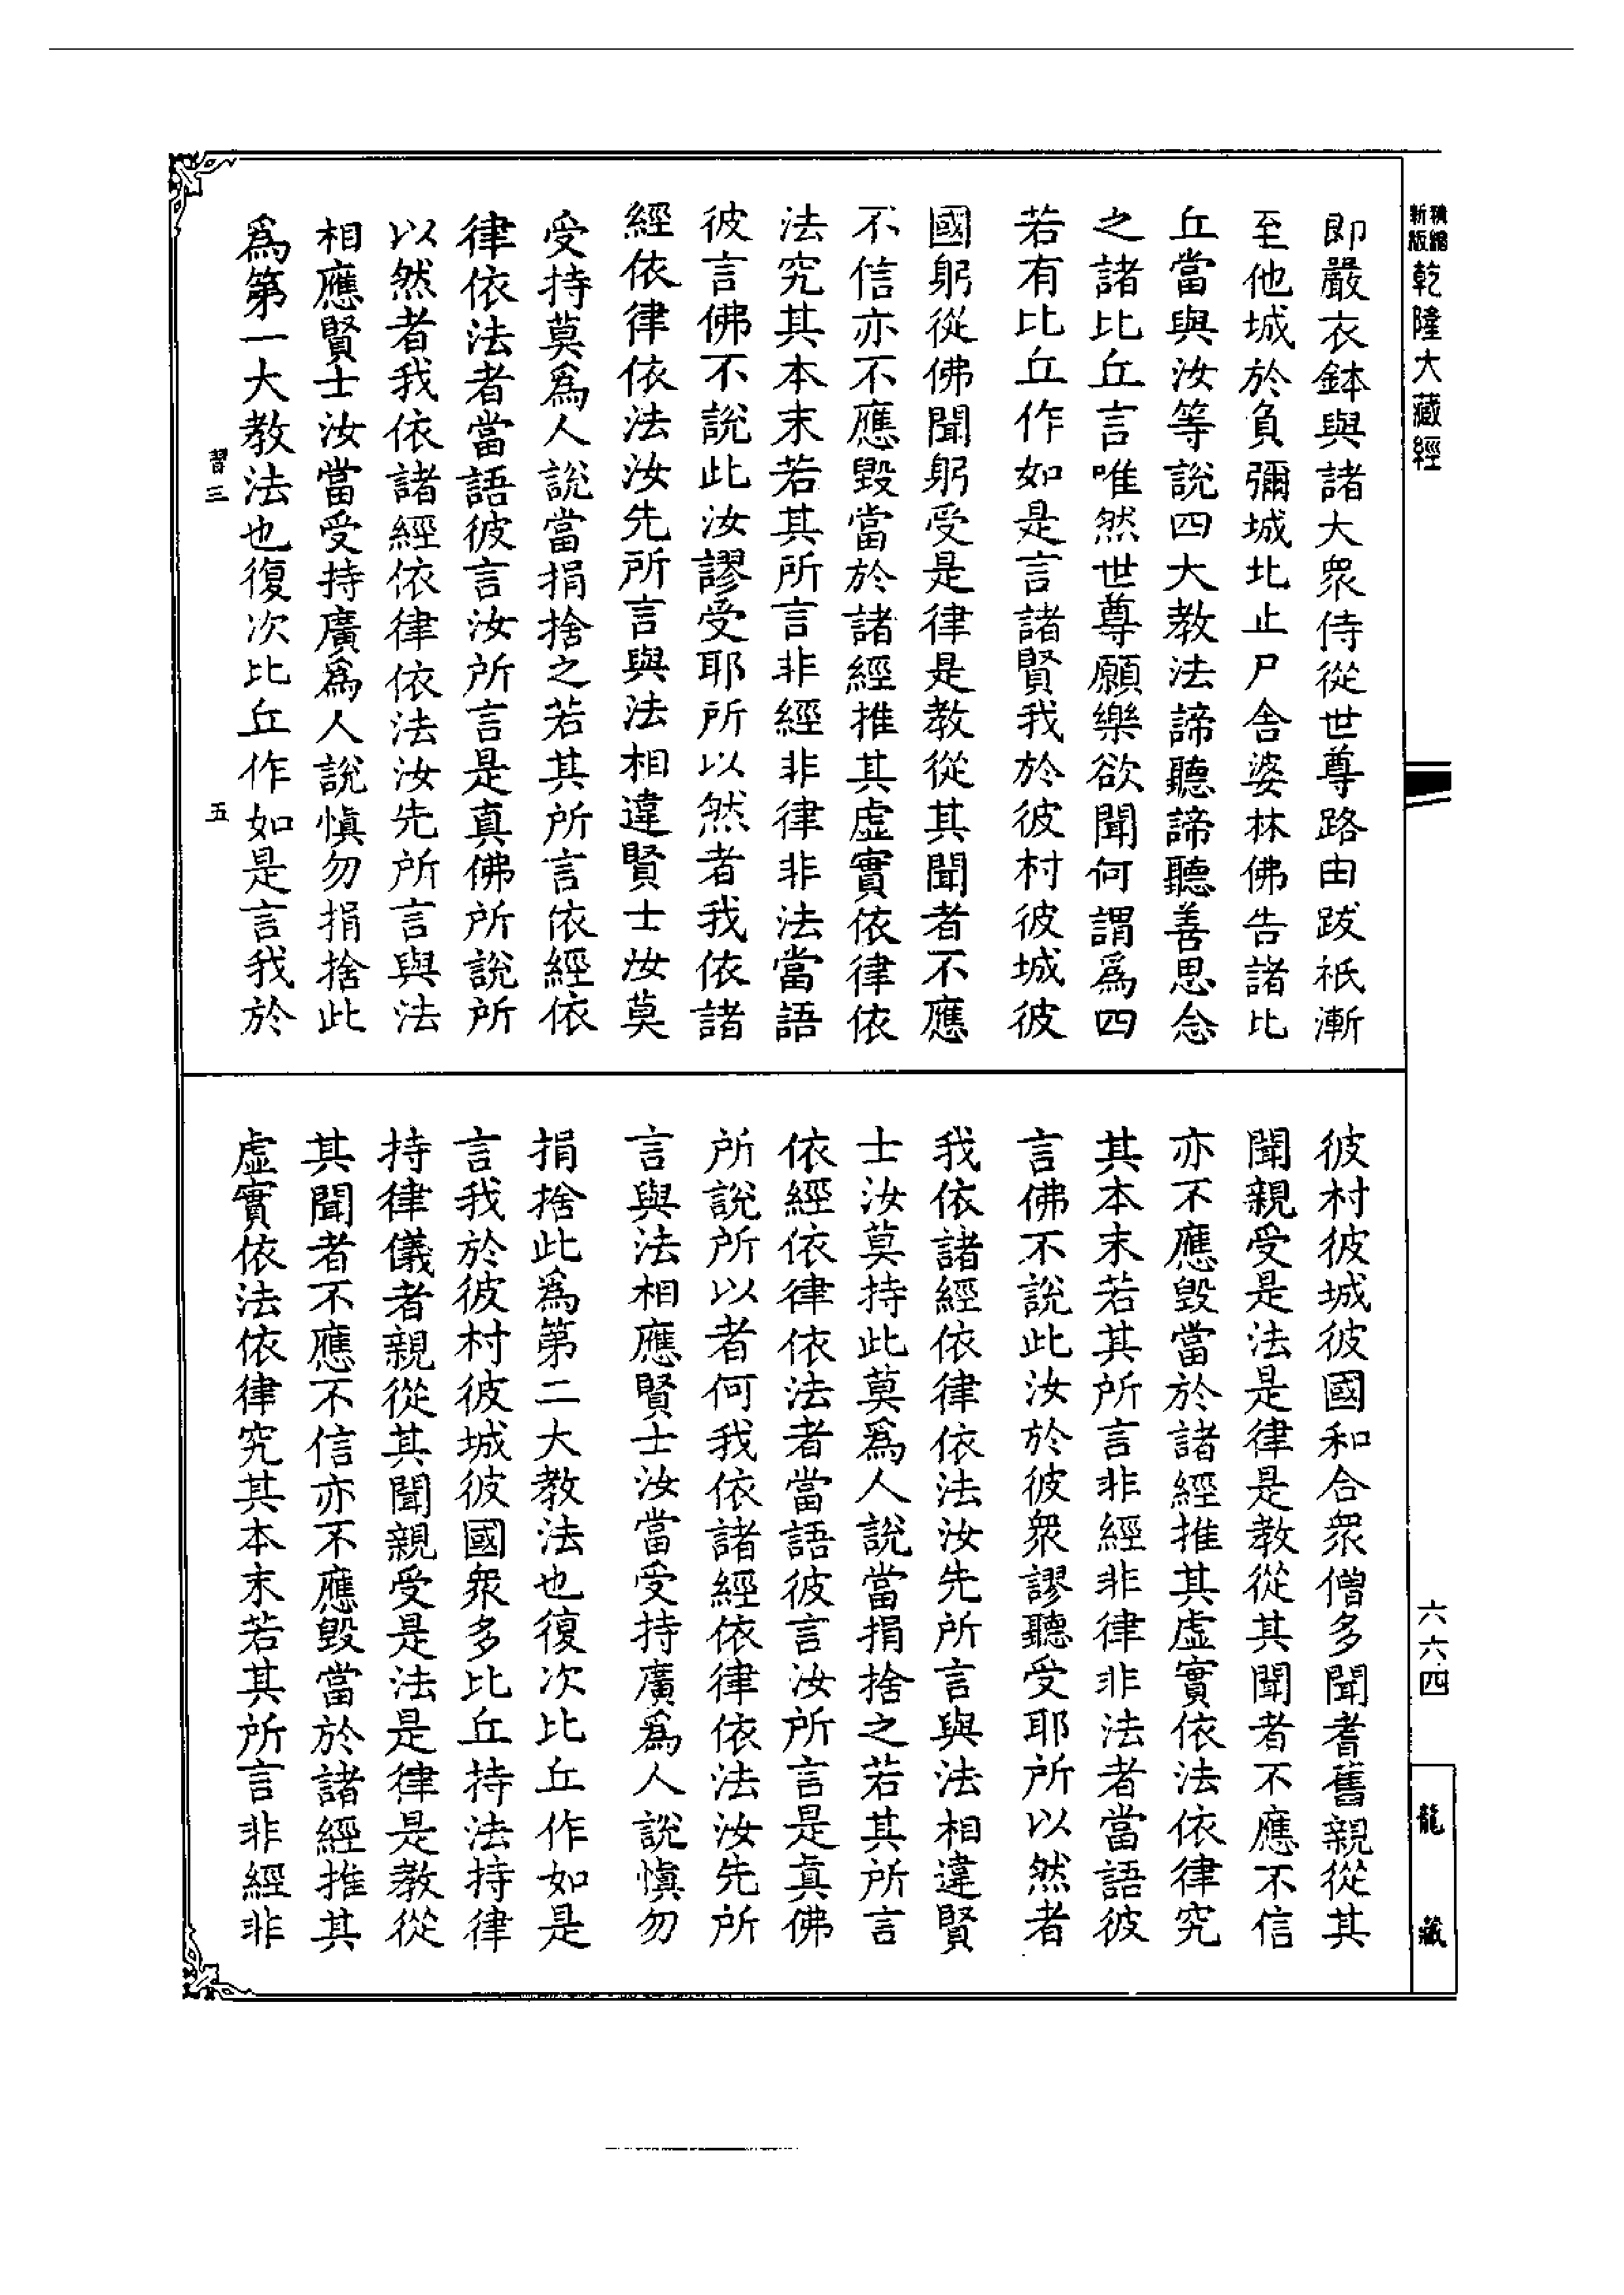 新版
精縮
乾隆大藏經
即嚴衣鉢與諸大衆侍從世尊路由跋祇漸
至他城於負彌城北止尸舍婆林佛告諸比
丘當與汝等說四大教法諦聽諦聽善思念
之諸比丘言唯然世尊願樂欲聞何謂爲四
若有比丘作如是言諸賢我於彼村彼城彼
國躬從佛聞躬受是律是教從其聞者不應
不信亦不應毀當於諸經推其虛實依律依
法究其本末若其所言非經非律非法當語
彼言佛不說此汝謬受耶所以然者我依諸
經依律依法汝先所言與法相違賢士汝莫
受持莫爲人說當捐捨之若其所言依經依
律依法者當語彼言汝所言是真佛所說所
以然者我依諸經依律依法汝先所言與法
相應賢士汝當受持廣爲人說慎勿捐捨此
爲第一大教法也復次比丘作如是言我於
習三
五
彼村彼城彼國和合衆僧多聞耆舊親從其
聞親受是法是律是教從其聞者不應不信
亦不應毀當於諸經推其虛實依法依律究
其本末若其所言非經非律非法者當語彼
言佛不說此汝於彼衆謬聽受耶所以然者
我依諸經依律依法汝先所言與法相違賢
士汝莫持此莫爲人說當捐捨之若其所言
依經依律依法者當語彼言汝所言是真佛
所說所以者何我依諸經依律依法汝先所
言與法相應賢士汝當受持廣爲人說慎勿
捐捨此爲第二大教法也復次比丘作如是
言我於彼村彼城彼國衆多比丘持法持律
持律儀者親從其聞親受是法是律是教從
其聞者不應不信亦不應毀當於諸經推其
虛實依法依律究其本末若其所言非經非
六六四
龍藏